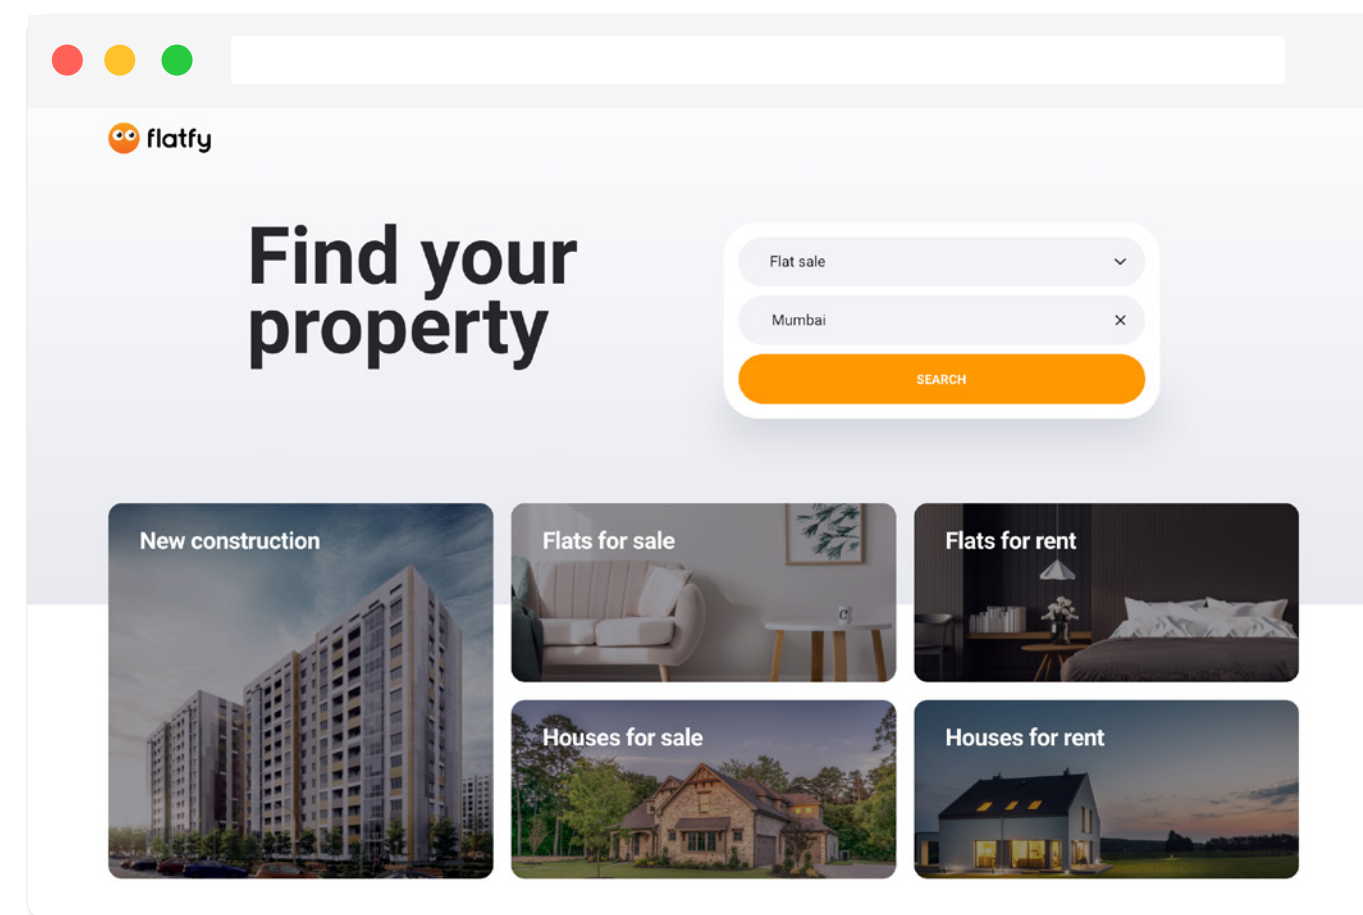 flatfy
Find your
property
Flat sale
Mumbai
SEARCH
New construction
Flats for sale
Flats for rent
Houses for sale
Houses for rent